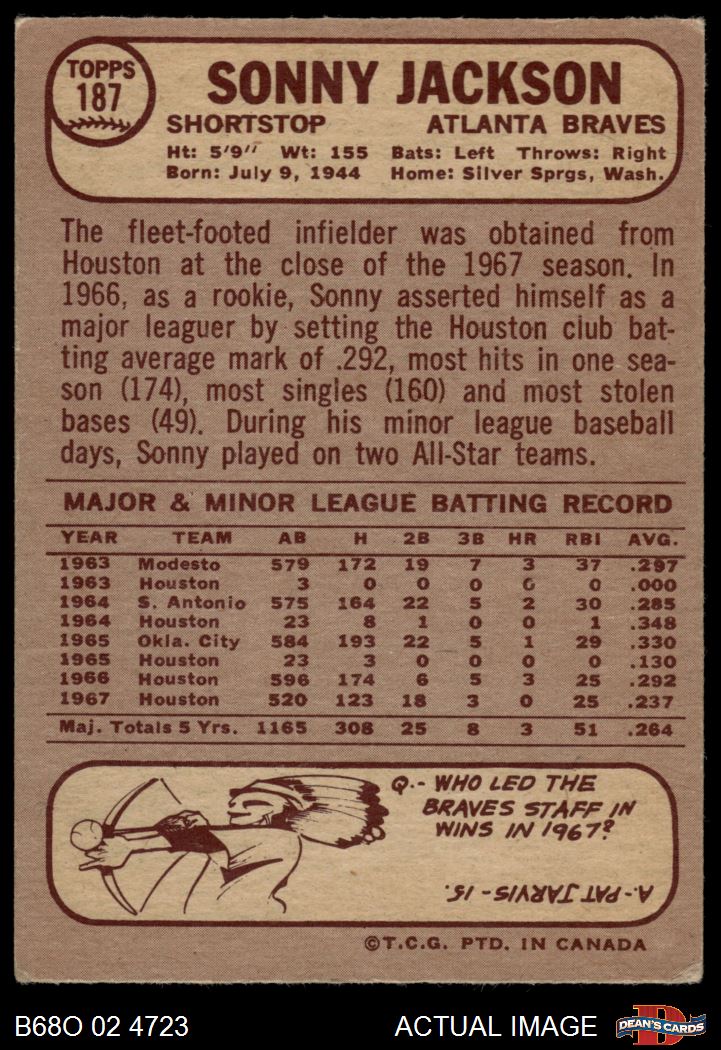 TOPPS
187
SONNY JACKSON
SHORTSTOP ATLANTA BRAVES
Ht: 5'9" Wt: 155 Bats: Left Throws: Right
Born: July 9, 1944 Home: Silver Sprgs, Wash.
The fleet-footed infielder was obtained from
Houston at the close of the 1967 season. In
1966, as a rookie, Sonny asserted himself as a
major leaguer by setting the Houston club bat-
ting average mark of .292, most hits in one sea-
son (174), most singles (160) and most stolen
bases (49). During his minor league baseball
days, Sonny played on two All-Star teams.
MAJOR & MINOR LEAGUE BATTING RECORD
YEAR TEAM AB H 2B 3B HR RBI AVG.
1963 Modesto 579 172 19 7 3 37 .297
1963 Houston 3 0 0 0 0 0 .000
1964 S. Antonio 575 164 22 5 2 30 .285
1964 Houston 23 8 1 0 0 1 .348
1965 Okla. City 584 193 22 5 1 29 .330
1965 Houston 23 3 0 0 0 0 .130
1966 Houston 596 174 6 5 3 25 .292
1967 Houston 520 123 18 3 0 25 .237
Maj. Totals 5 Yrs. 1165 308 25 8 3 51 .264
Q.- WHO LED THE
BRAVES STAFF IN
WINS IN 1967?
A.- PAT JARVIS - 15.
©T.C.G. PTD. IN CANADA
B68O 02 4723 ACTUAL IMAGE
D
DEAN'S CARDS